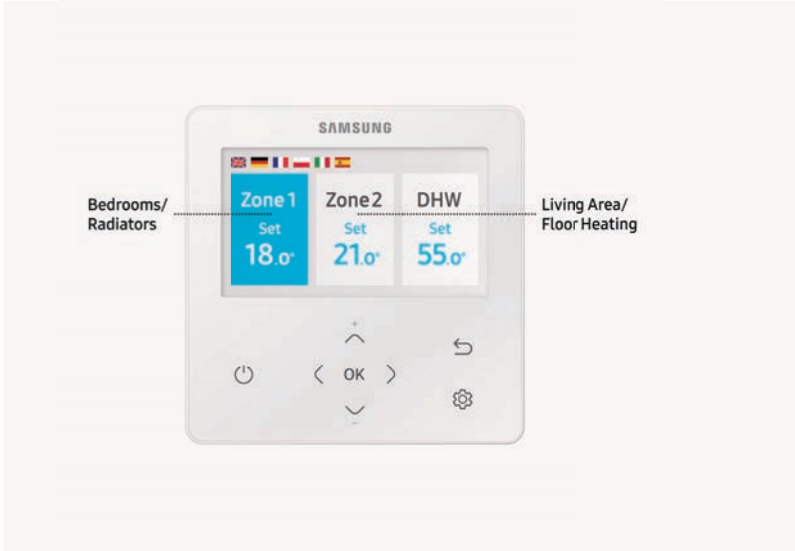 SAMSUNG
Zone 1
Set
18.0°
Zone 2
Set
21.0°
DHW
Set
55.0°
Bedrooms/
Radiators
Living Area/
Floor Heating
+
OK
-